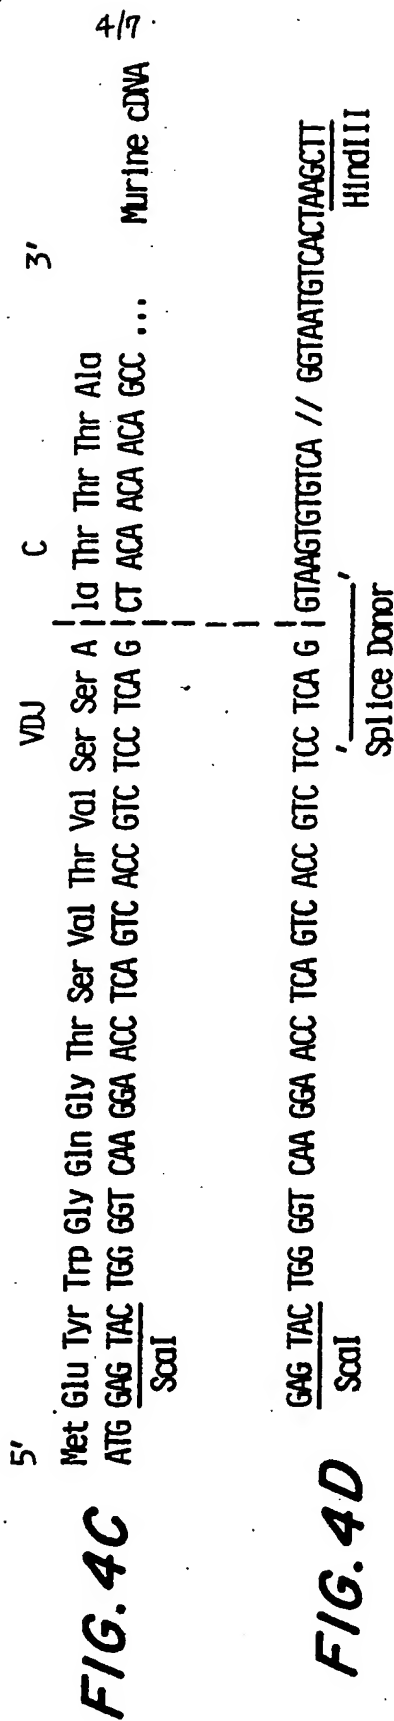 4/7
5'
VDJ
C
3'
Met Glu Tyr Trp Gly Gln Gly Thr Ser Val Thr Val Ser Ser A la Thr Thr Thr Ala
ATG GAG TAC TGG GGT CAA GGA ACC TCA GTC ACC GTC TCC TCA G CT ACA ACA ACA GCC ... Murine cDNA
ScaI
FIG. 4C
GAG TAC TGG GGT CAA GGA ACC TCA GTC ACC GTC TCC TCA G GTAAGTGTGTCA // GGTAATGTCACTAAGCTT
ScaI
Splice Donor
HindIII
FIG. 4D